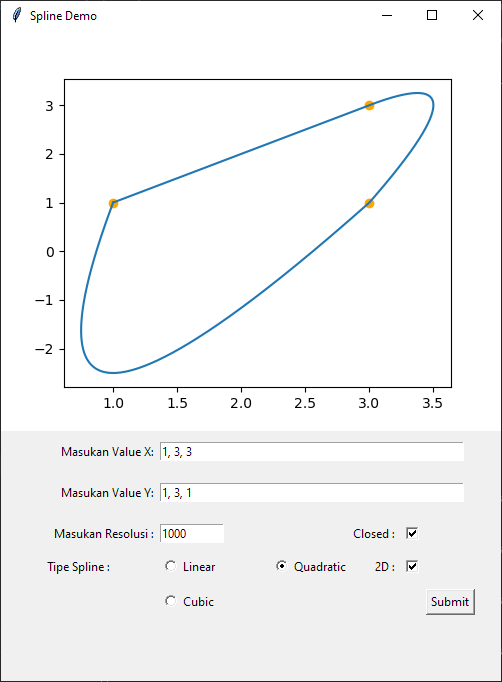 Spline Demo
3
2
1
0
−1
−2
1.0 1.5 2.0 2.5 3.0 3.5
Masukan Value X: 1, 3, 3
Masukan Value Y: 1, 3, 1
Masukan Resolusi : 1000 Closed :
Tipe Spline : Linear Quadratic 2D :
Cubic Submit